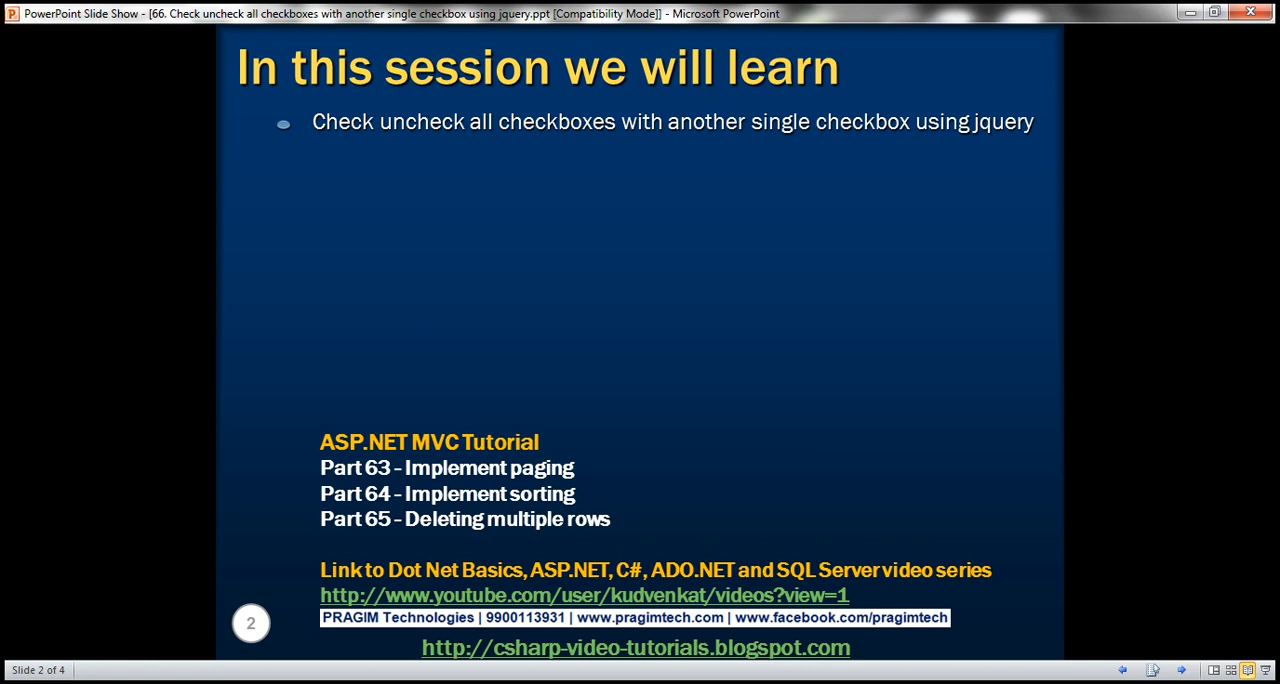 PowerPoint Slide Show - [66. Check uncheck all checkboxes with another single checkbox using jquery.ppt [Compatibility Mode]] - Microsoft PowerPoint
In this session we will learn
Check uncheck all checkboxes with another single checkbox using jquery
ASP.NET MVC Tutorial
Part 63 - Implement paging
Part 64 - Implement sorting
Part 65 - Deleting multiple rows
Link to Dot Net Basics, ASP.NET, C#, ADO.NET and SQL Server video series
http://www.youtube.com/user/kudvenkat/videos?view=1
PRAGIM Technologies | 9900113931 | www.pragimtech.com | www.facebook.com/pragimtech
2
http://csharp-video-tutorials.blogspot.com
Slide 2 of 4